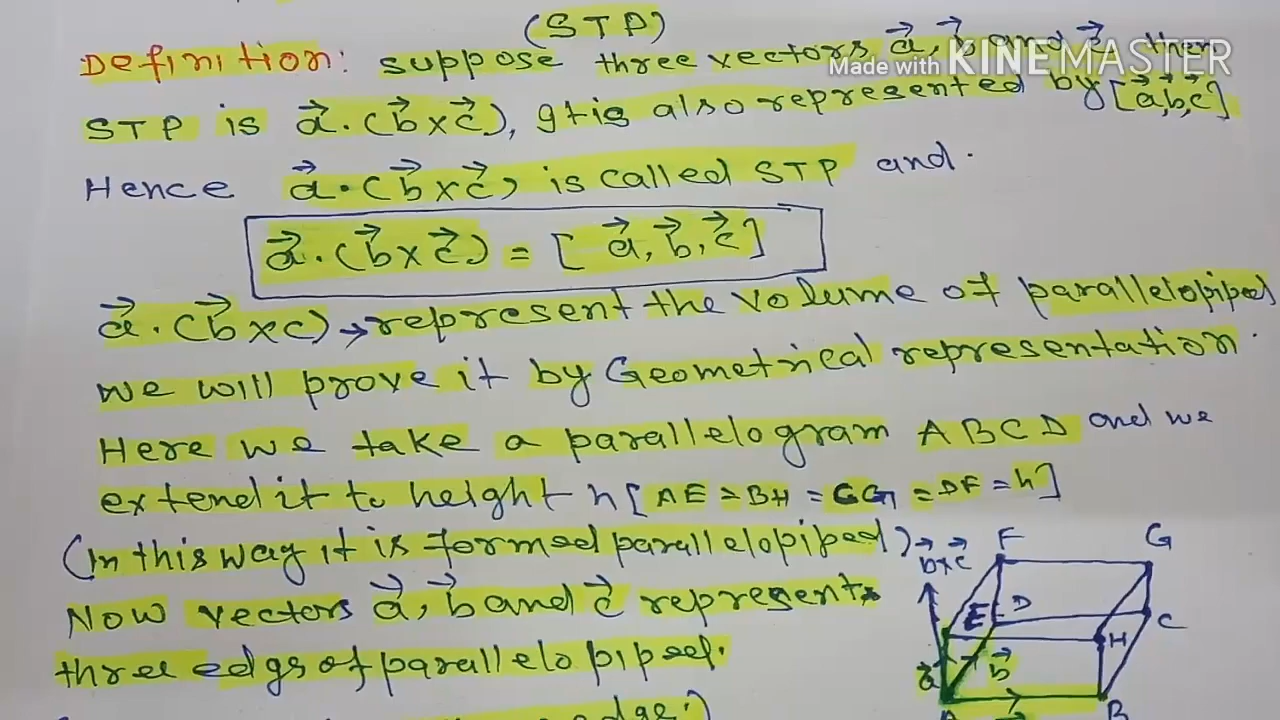 (STP)
Definition: suppose three vectors a⃗, b⃗ and c⃗ then
Made with KINEMASTER
STP is a⃗.(b⃗×c⃗), It is also represented by [a⃗,b⃗,c⃗]
Hence a⃗.(b⃗×c⃗) is called STP and.
a⃗.(b⃗×c⃗) = [a⃗, b⃗, c⃗]
a⃗.(b⃗×c) → represent the volume of parallelopiped
we will prove it by Geometrical representation.
Here we take a parallelogram ABCD and we
extend it to height h [AE = BH = CG = DF = h]
(In this way it is formed parallelopiped)
Now vectors a⃗, b⃗ and c⃗ represent
three edgs of parallelopiped.
edge.)
b⃗×c⃗
F G
E D C
H
a⃗ b⃗
A B